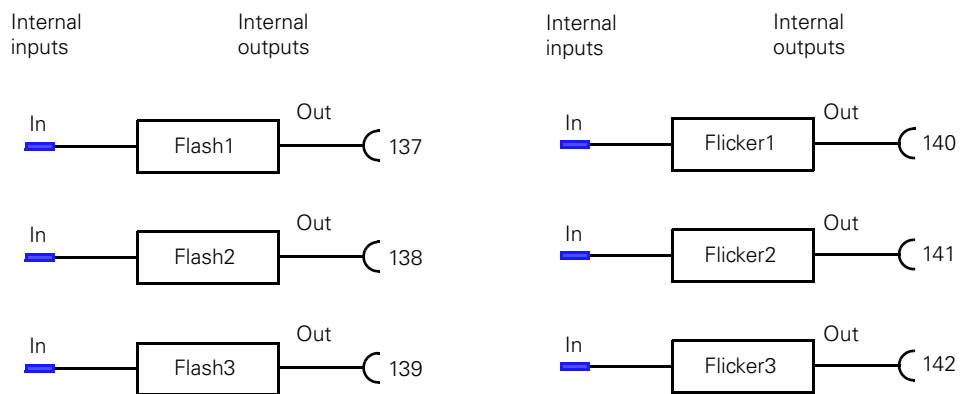 Internal inputs
Internal outputs
In
Flash1
Out
137
In
Flash2
Out
138
In
Flash3
Out
139
Internal inputs
Internal outputs
In
Flicker1
Out
140
In
Flicker2
Out
141
In
Flicker3
Out
142